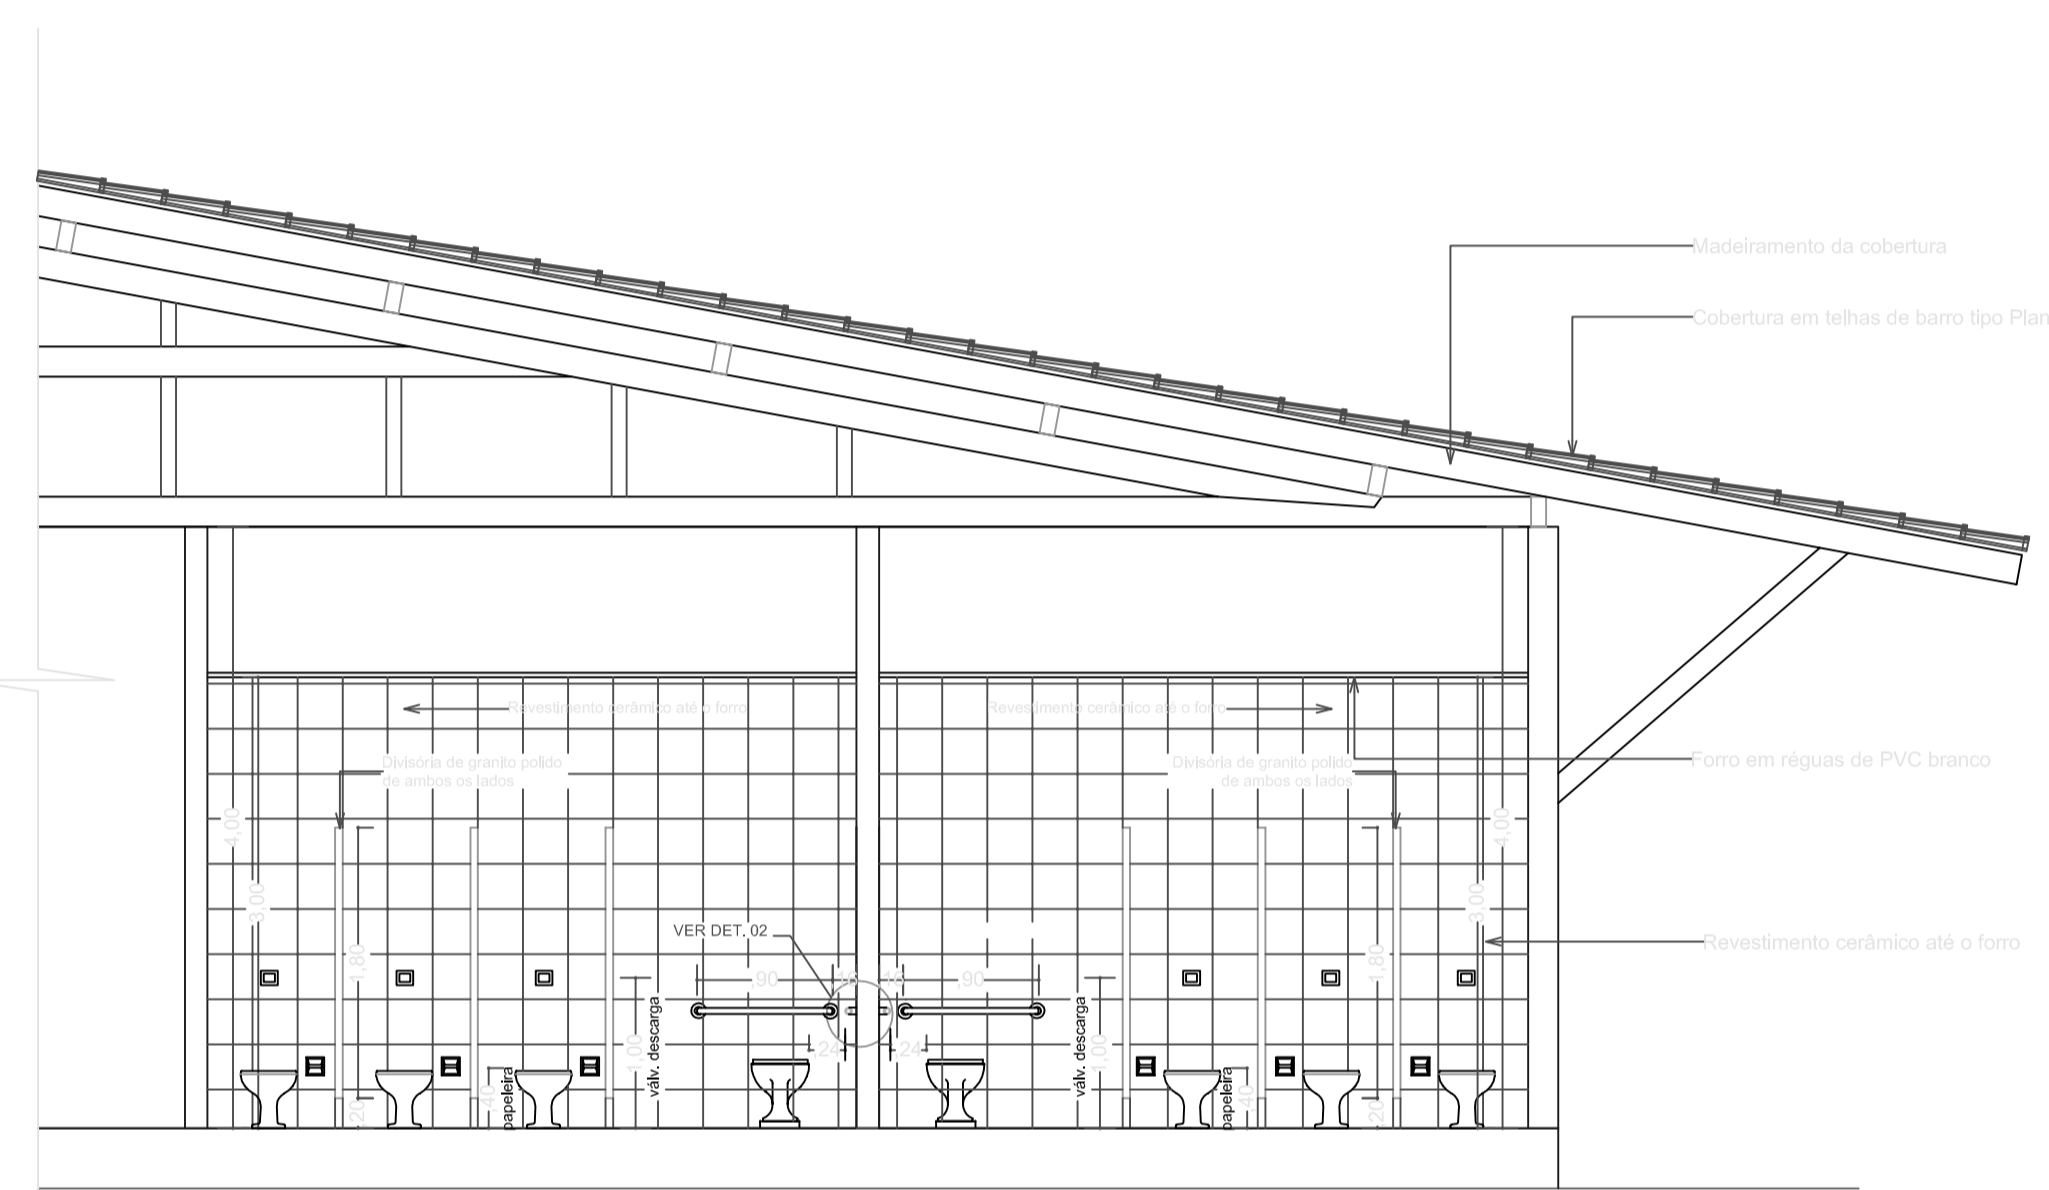 Madeiramento da cobertura
Cobertura em telhas de barro tipo Plan
Revestimento cerâmico até o forro
Revestimento cerâmico até o forro
Divisória de granito polido
de ambos os lados
Divisória de granito polido
de ambos os lados
Forro em réguas de PVC branco
4,00
4,00
3,00
3,00
VER DET. 02
Revestimento cerâmico até o forro
1,80
1,80
,90
,16
,16
,90
1,00
válv. descarga
,24
,24
válv. descarga
1,00
,20
,40
papeleira
papeleira
,40
,20